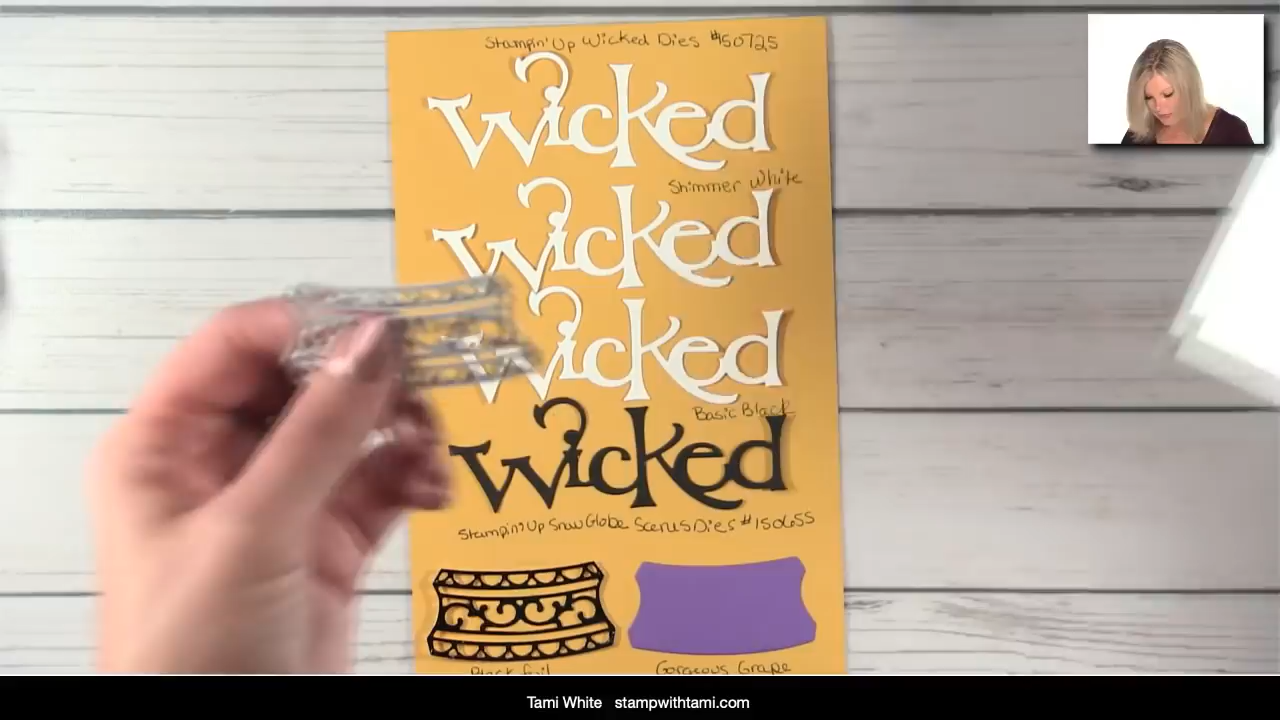 Stampin' Up Wicked Dies #150725
Wicked
Shimmer White
Wicked
Wicked
Basic Black
Wicked
Stampin' Up Snow Globe Scenes Dies #150655
Black foil
Gorgeous Grape
Tami White stampwithtami.com